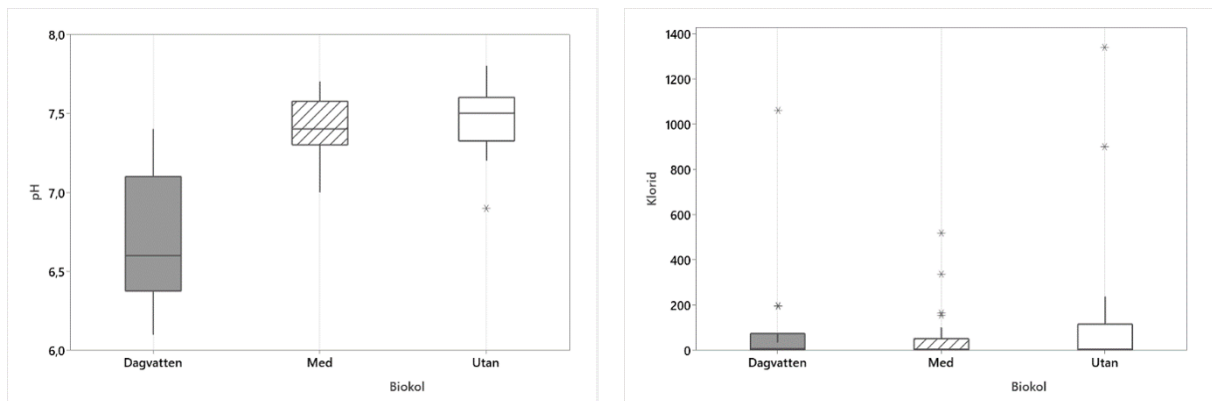 8,0
7,5
7,0
6,5
6,0
pH
Dagvatten Med Utan
Biokol
1400
1200
1000
800
600
400
200
0
Klorid
Dagvatten Med Utan
Biokol